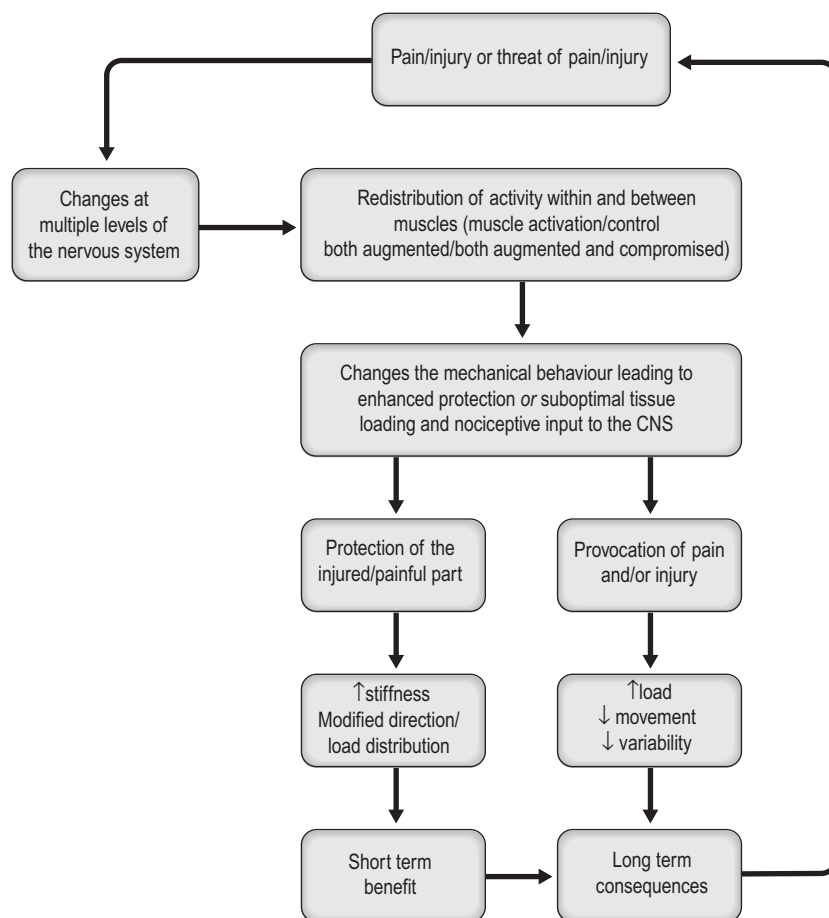 Pain/injury or threat of pain/injury
Changes at
multiple levels of
the nervous system
Redistribution of activity within and between
muscles (muscle activation/control
both augmented/both augmented and compromised)
Changes the mechanical behaviour leading to
enhanced protection or suboptimal tissue
loading and nociceptive input to the CNS
Protection of the
injured/painful part
Provocation of pain
and/or injury
↑stiffness
Modified direction/
load distribution
↑load
↓ movement
↓ variability
Short term
benefit
Long term
consequences